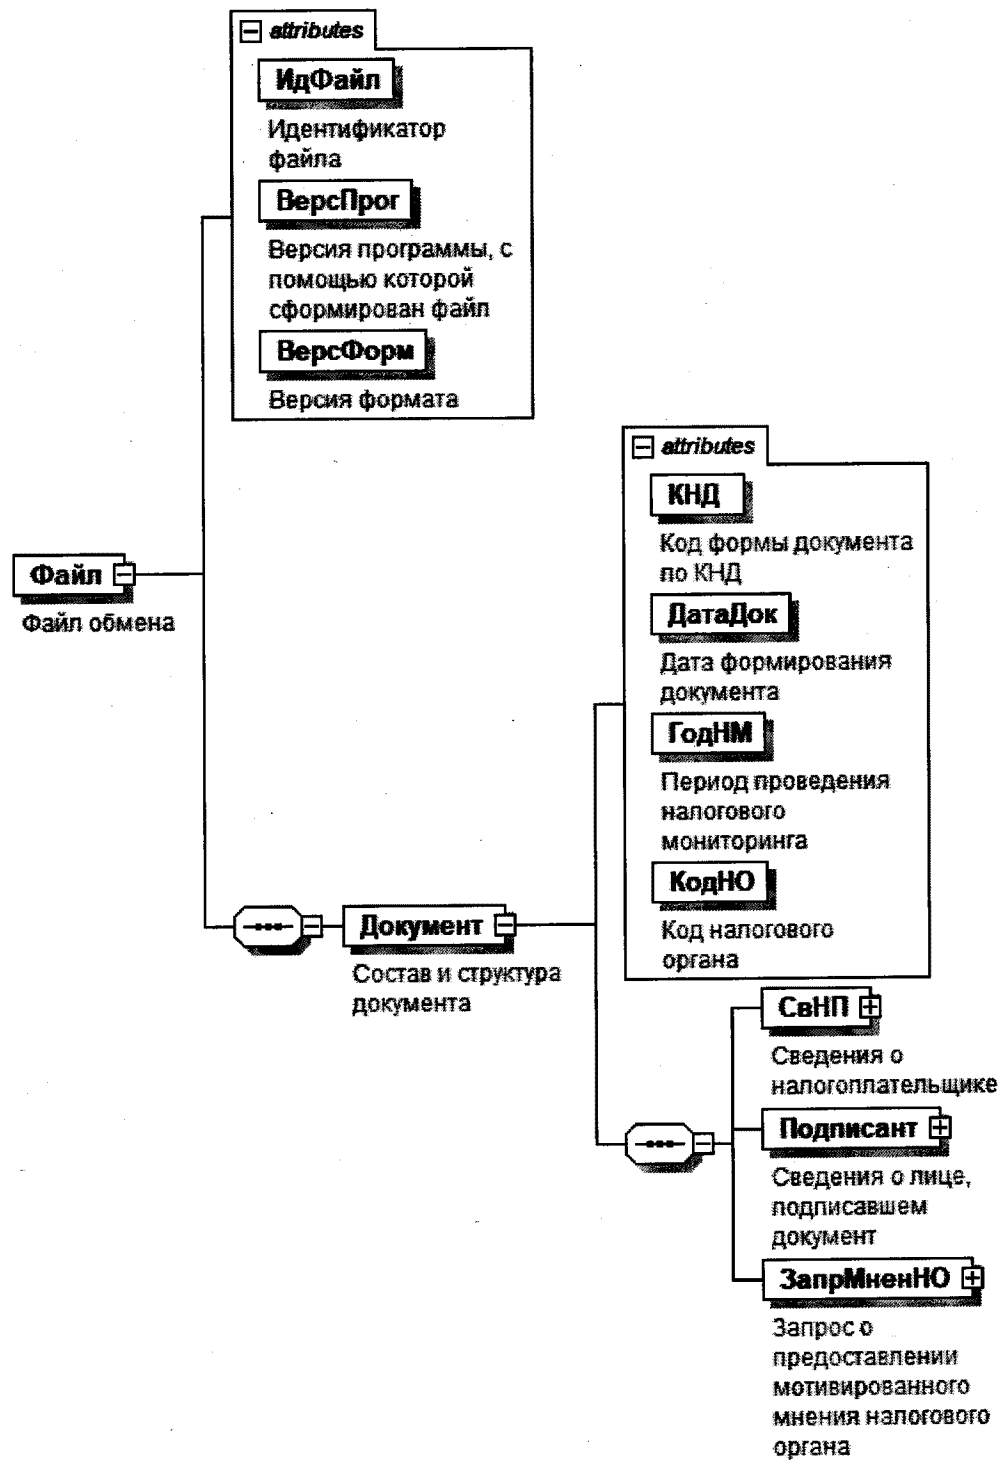 attributes
ИдФайл
Идентификатор
файла
ВерсПрог
Версия программы, с
помощью которой
сформирован файл
ВерсФорм
Версия формата
Файл
Файл обмена
Документ
Состав и структура
документа
attributes
КНД
Код формы документа
по КНД
ДатаДок
Дата формирования
документа
ГодНМ
Период проведения
налогового
мониторинга
КодНО
Код налогового
органа
СвНП
Сведения о
налогоплательщике
Подписант
Сведения о лице,
подписавшем
документ
ЗапрМненНО
Запрос о
предоставлении
мотивированного
мнения налогового
органа